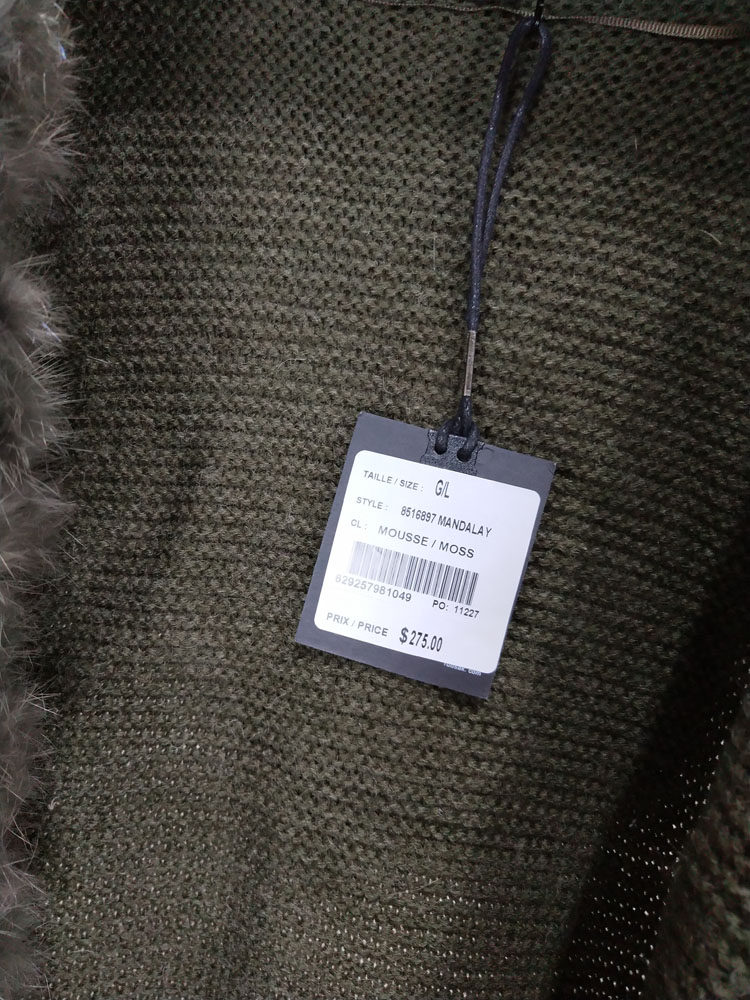 TAILLE / SIZE : G/L
STYLE : 8516897 MANDALAY
CL : MOUSSE / MOSS
829257981049 PO: 11227
PRIX / PRICE $ 275.00